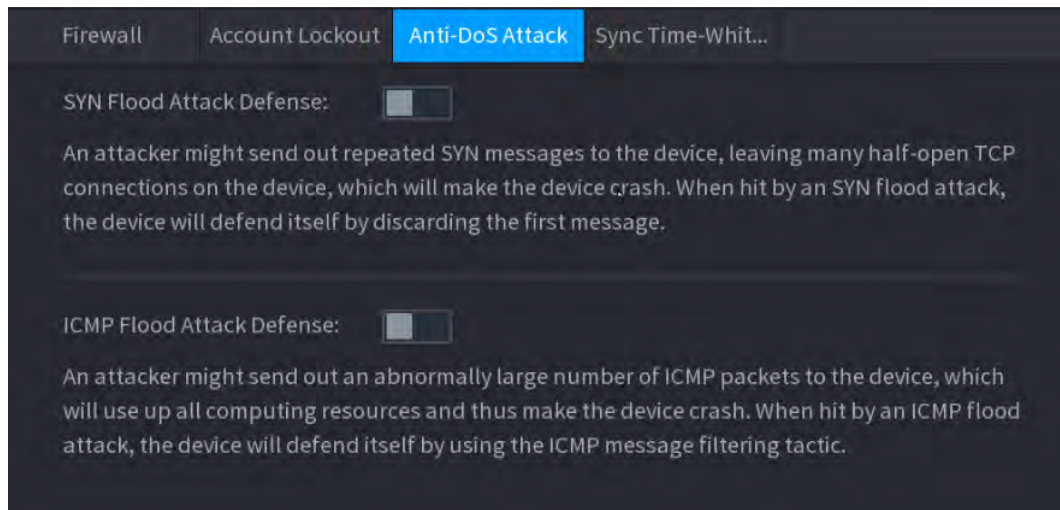 Firewall Account Lockout Anti-DoS Attack Sync Time-Whit...
SYN Flood Attack Defense:
An attacker might send out repeated SYN messages to the device, leaving many half-open TCP
connections on the device, which will make the device crash. When hit by an SYN flood attack,
the device will defend itself by discarding the first message.
ICMP Flood Attack Defense:
An attacker might send out an abnormally large number of ICMP packets to the device, which
will use up all computing resources and thus make the device crash. When hit by an ICMP flood
attack, the device will defend itself by using the ICMP message filtering tactic.